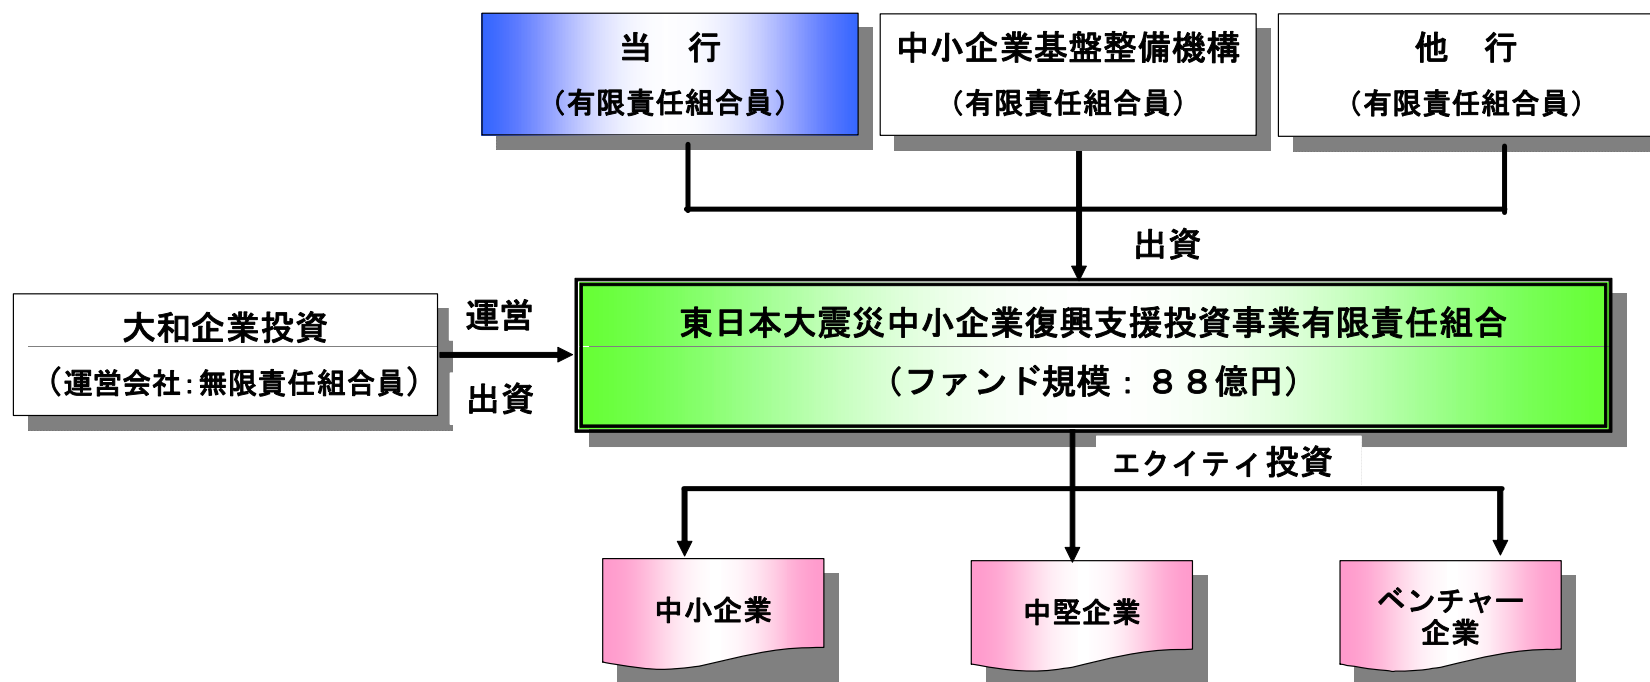 当　行
（有限責任組合員）
中小企業基盤整備機構
（有限責任組合員）
他　行
（有限責任組合員）
出資
大和企業投資
（運営会社：無限責任組合員）
運営
出資
東日本大震災中小企業復興支援投資事業有限責任組合
（ファンド規模：８８億円）
エクイティ投資
中小企業
中堅企業
ベンチャー
企業